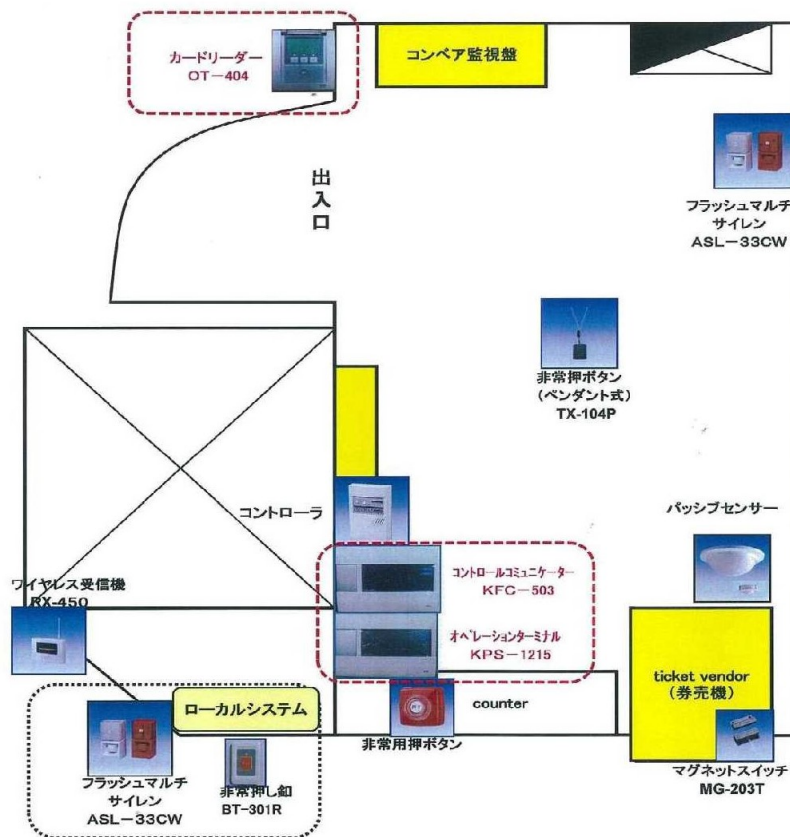 カードリーダー
OT-404
コンベア監視盤
出入口
フラッシュマルチ
サイレン
ASL-33CW
非常押ボタン
(ペンダント式)
TX-104P
コントローラ
パッシブセンサー
コントロールコミュニケーター
KFC-503
ワイヤレス受信機
RX-450
オペレーションターミナル
KPS-1215
ticket vendor
(券売機)
ローカルシステム
counter
非常用押ボタン
マグネットスイッチ
MG-203T
フラッシュマルチ
サイレン
ASL-33CW
非常押し釦
BT-301R